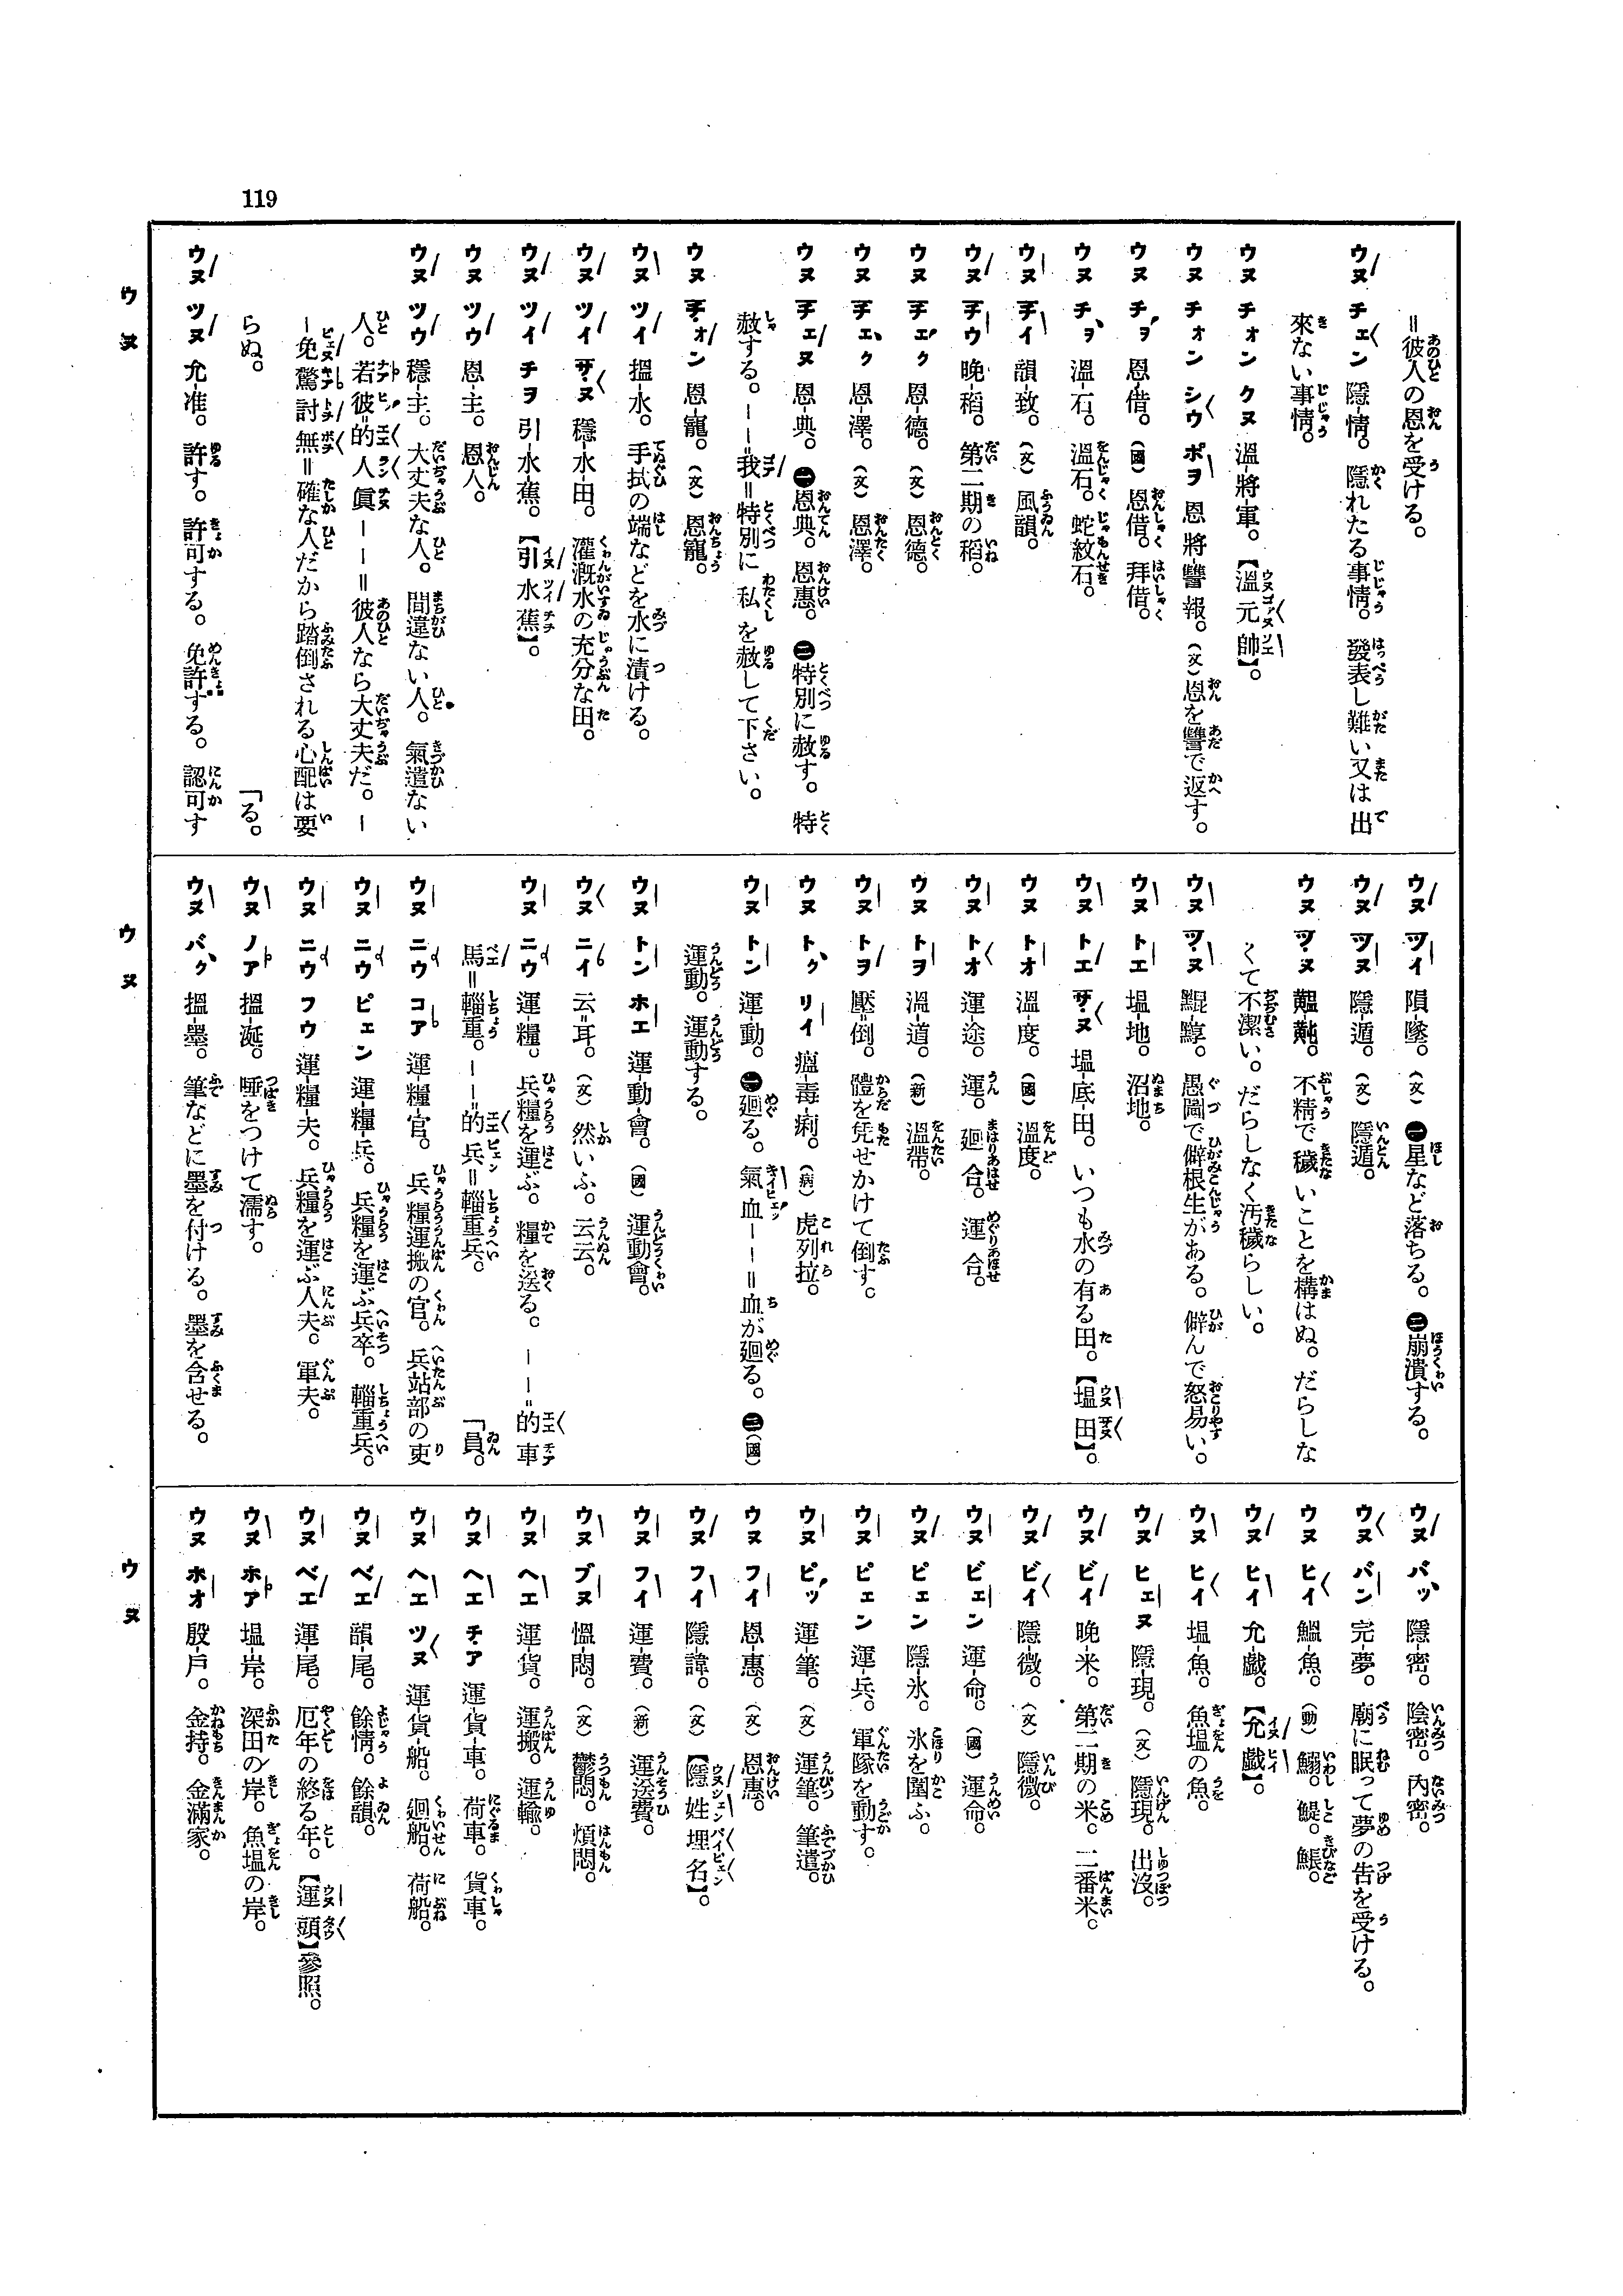 119
=彼人の恩を受ける。
ウヌ チェン 隱-情。 隱れたる事情。 發表し難い又は出
來ない事情。
ウヌ チォン クヌ 溫-將-軍。【溫元帥】。
ウヌ チォン シウ ポヲ 恩將-讐報。(文) 恩を讐で返す。
ウヌ チヲ 恩-借。(國) 恩借。拜借。
ウヌ チヲ 溫-石。 溫石。蛇紋石。
ウヌ チイ 韻-致。(文) 風韻。
ウヌ チウ 晚-稻。 第二期の稻。
ウヌ チェク 恩-德。(文) 恩德。
ウヌ チェク 恩-澤。(文) 恩澤。
ウヌ チェヌ 恩-典。 ㊀恩典。恩惠。 ㊁特別に赦す。 特
赦する。——=我=特別に私を赦して下さい。
ウヌ チォン 恩-寵。(文) 恩寵。
ウヌ ツイ 搵-水。 手拭の端などを水に漬ける。
ウヌ ツイ サヌ 穩-水-田。 灌漑水の充分な田。
ウヌ ツイ チヲ 引-水-蕉。【引水蕉】。
ウヌ ツウ 恩-主。 恩人。
ウヌ ツウ 穩-主。 大丈夫な人。 間違ない人。 氣遣ない
人。若彼=的人眞——=彼人なら大丈夫だ。—
—免驚討無=確な人だから踏倒される心配は要
らぬ。
ウヌ ツヌ 允-准。 許す。許可する。免許する。認可す
「る。
ウヌ ツイ 隕-墜。(文) ㊀星など落ちる。 ㊁崩潰する。
ウヌ ツヌ 隱-遁。(文) 隱遁。
ウヌ ツヌ 不精で穢いことを構はぬ。だらしな
くて不潔い。だらしなく汚穢らしい。
ウヌ ツヌ 愚圖で僻根生がある。僻んで怒易い。
ウヌ トエ 塭-地。 沼地。
ウヌ トエ サヌ 塭-底-田。 いつも水の有る田。【塭田】。
ウヌ トオ 溫-度。(國) 溫度。
ウヌ トオ 運-途。 運。廻合。運合。
ウヌ トヲ 溫-道。(新) 溫帶。
ウヌ トヲ 壓=倒。 體を凭せかけて倒す。
ウヌ トク リイ 瘟-毒-痢。(病) 虎列拉。
ウヌ トン 運-動。 ㊀廻る。氣血——=血が廻る。 ㊁(國)
運動。運動する。
ウヌ トン ホエ 運-動-會。(國) 運動會。
ウヌ ニイ 云=耳。(文) 然いふ。云云。
ウヌ ニウ 運-糧。 兵糧を運ぶ。糧を送る。——=的車
馬=輜重。——=的兵=輜重兵。
ウヌ ニウ コア 運-糧-官。 兵糧運搬の官。兵站部の吏
「員。
ウヌ ニウ ピェン 運-糧-兵。 兵糧を運ぶ兵卒。輜重兵。
ウヌ ニウ フウ 運-糧-夫。 兵糧を運ぶ人夫。軍夫。
ウヌ ノア 搵-涎。 唾をつけて濡す。
ウヌ バク 搵-墨。 筆などに墨を付ける。墨を含せる。
ウヌ バッ 隱-密。 陰密。內密。
ウヌ バン 完-夢。 廟に眠って夢の告を受ける。
ウヌ ヒイ 鰮-魚。(動) 鰯。鯷。鮾。
ウヌ ヒイ 允-戲。【允戲】。
ウヌ ヒイ 塭-魚。 魚塭の魚。
ウヌ ヒェヌ 隱-現。(文) 隱現。出沒。
ウヌ ビイ 晚-米。 第二期の米。二番米。
ウヌ ビイ 隱-微。(文) 隱微。
ウヌ ビェン 運-命。(國) 運命。
ウヌ ピェン 隱-氷。 氷を圍ふ。
ウヌ ピェン 運-兵。 軍隊を動す。
ウヌ ピッ 運-筆。(文) 運筆。筆遣。
ウヌ フイ 恩-惠。(文) 恩惠。
ウヌ フイ 隱-諱。(文)【隱姓埋名】。
ウヌ フイ 運-費。(新) 運送費。
ウヌ ブヌ 慍-悶。(文) 鬱悶。煩悶。
ウヌ ヘエ 運-貨。 運搬。運輸。
ウヌ ヘエ チア 運-貨-車。 荷車。貨車。
ウヌ ヘエ ツヌ 運-貨-船。 廻船。荷船。
ウヌ ベエ 韻-尾。 餘情。餘韻。
ウヌ ベエ 運-尾。 厄年の終る年。【運頭】參照。
ウヌ ホア 塭-岸。 深田の岸。魚塭の岸。
ウヌ ホオ 殷-戶。 金持。金滿家。
ウヌ
ウヌ
ウヌ